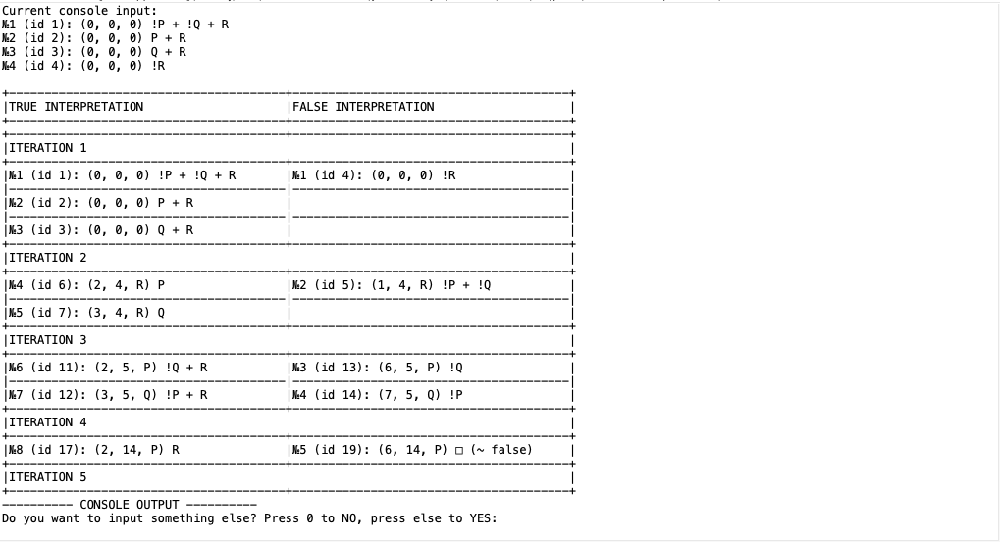 Current console input:
№1 (id 1): (0, 0, 0) !P + !Q + R
№2 (id 2): (0, 0, 0) P + R
№3 (id 3): (0, 0, 0) Q + R
№4 (id 4): (0, 0, 0) !R
|TRUE INTERPRETATION |FALSE INTERPRETATION |
|ITERATION 1 |
|№1 (id 1): (0, 0, 0) !P + !Q + R |№1 (id 4): (0, 0, 0) !R |
|№2 (id 2): (0, 0, 0) P + R | |
|№3 (id 3): (0, 0, 0) Q + R | |
|ITERATION 2 |
|№4 (id 6): (2, 4, R) P |№2 (id 5): (1, 4, R) !P + !Q |
|№5 (id 7): (3, 4, R) Q | |
|ITERATION 3 |
|№6 (id 11): (2, 5, P) !Q + R |№3 (id 13): (6, 5, P) !Q |
|№7 (id 12): (3, 5, Q) !P + R |№4 (id 14): (7, 5, Q) !P |
|ITERATION 4 |
|№8 (id 17): (2, 14, P) R |№5 (id 19): (6, 14, P) □ (~ false) |
|ITERATION 5 |
---------- CONSOLE OUTPUT ----------
Do you want to input something else? Press 0 to NO, press else to YES: